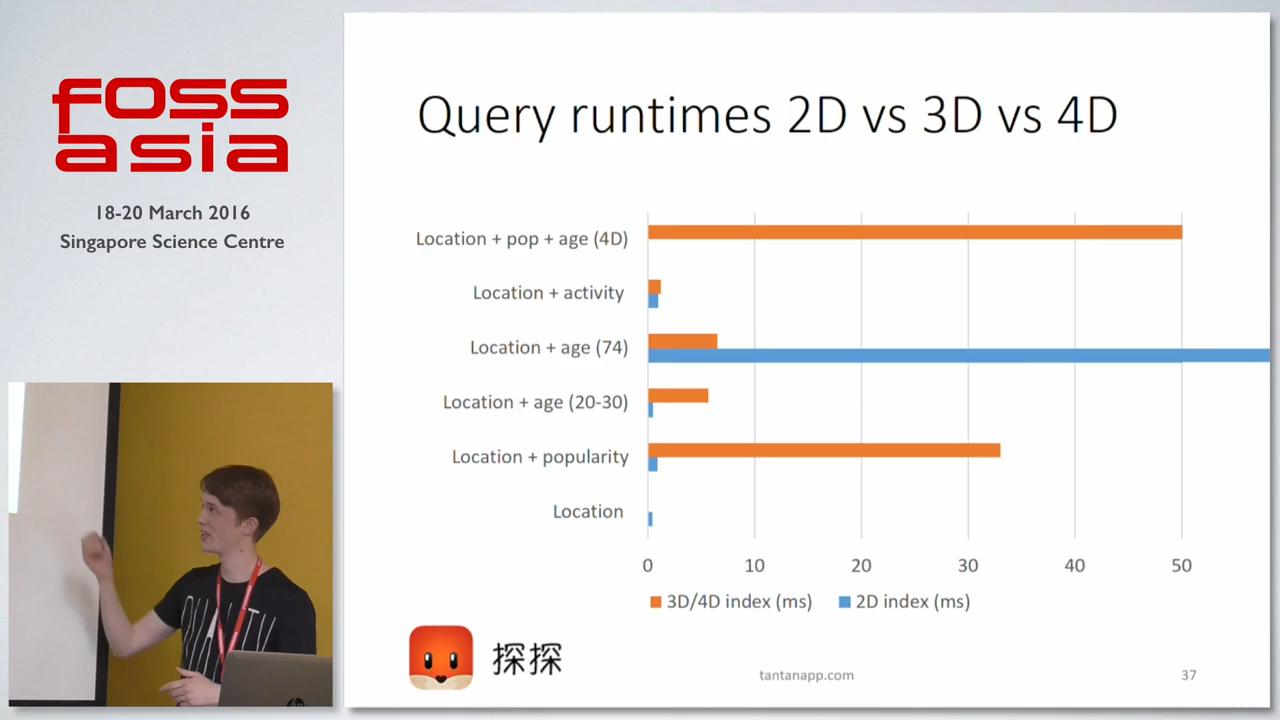 fOSS
asia
18-20 March 2016
Singapore Science Centre
Query runtimes 2D vs 3D vs 4D
Location + pop + age (4D)
Location + activity
Location + age (74)
Location + age (20-30)
Location + popularity
Location
0 10 20 30 40 50
3D/4D index (ms) 2D index (ms)
探探
tantanapp.com
37
hp